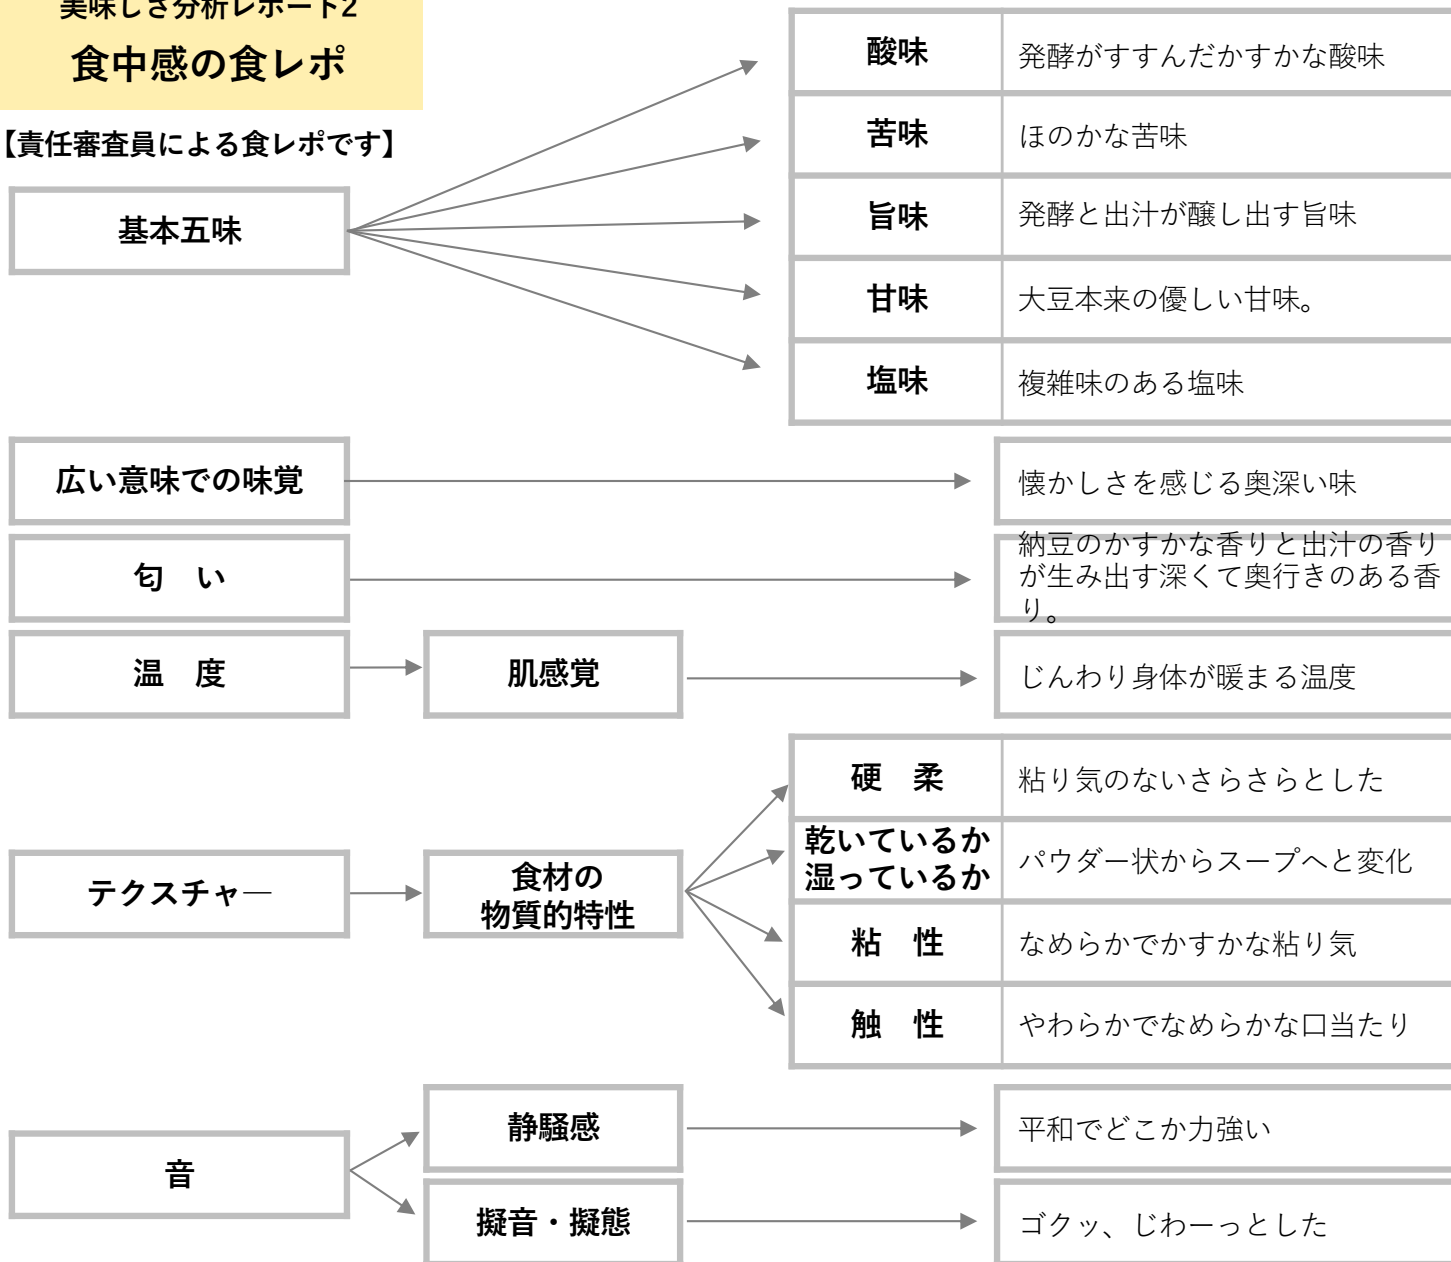 美味しさ分析レポート2
食中感の食レポ
【責任審査員による食レポです】
基本五味
酸味
発酵がすすんだかすかな酸味
苦味
ほのかな苦味
旨味
発酵と出汁が醸し出す旨味
甘味
大豆本来の優しい甘味。
塩味
複雑味のある塩味
広い意味での味覚
懐かしさを感じる奥深い味
匂　い
納豆のかすかな香りと出汁の香り
が生み出す深くて奥行きのある香
り。
温　度
肌感覚
じんわり身体が暖まる温度
テクスチャ―
食材の
物質的特性
硬　柔
粘り気のないさらさらとした
乾いているか
湿っているか
パウダー状からスープへと変化
粘　性
なめらかでかすかな粘り気
触　性
やわらかでなめらかな口当たり
音
静騒感
平和でどこか力強い
擬音・擬態
ゴクッ、じわーっとした